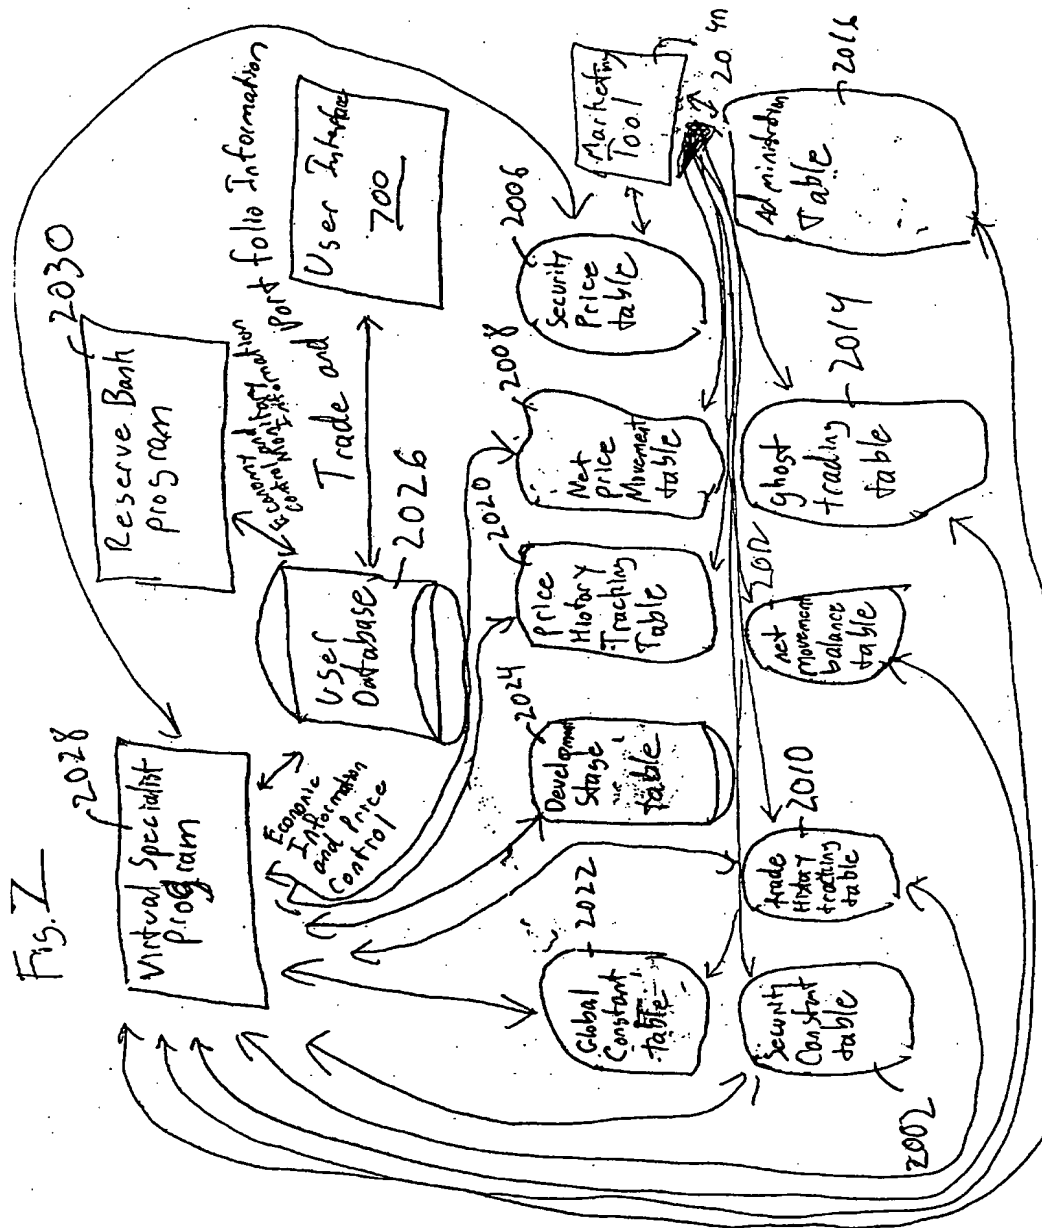 Fig. 7
2028
Virtual Specialist
Program
2030
Reserve Bank
program
Economy and
Control Monitory
Information
Economic
Information
and Price
Control
User
Database
2026
Trade and Portfolio Information
User Interface
700
2022
Global
Constant
table
2024
Development
Stage
Table
2020
Price
History
Tracking
Table
2008
Net
price
Movement
table
2006
Security
Price
table
Marketing
Tool
2002
Security
Constant
table
2010
trade
History
tracking
table
2012
net
movement
balance
table
2014
ghost
trading
table
2016
Administration
Table